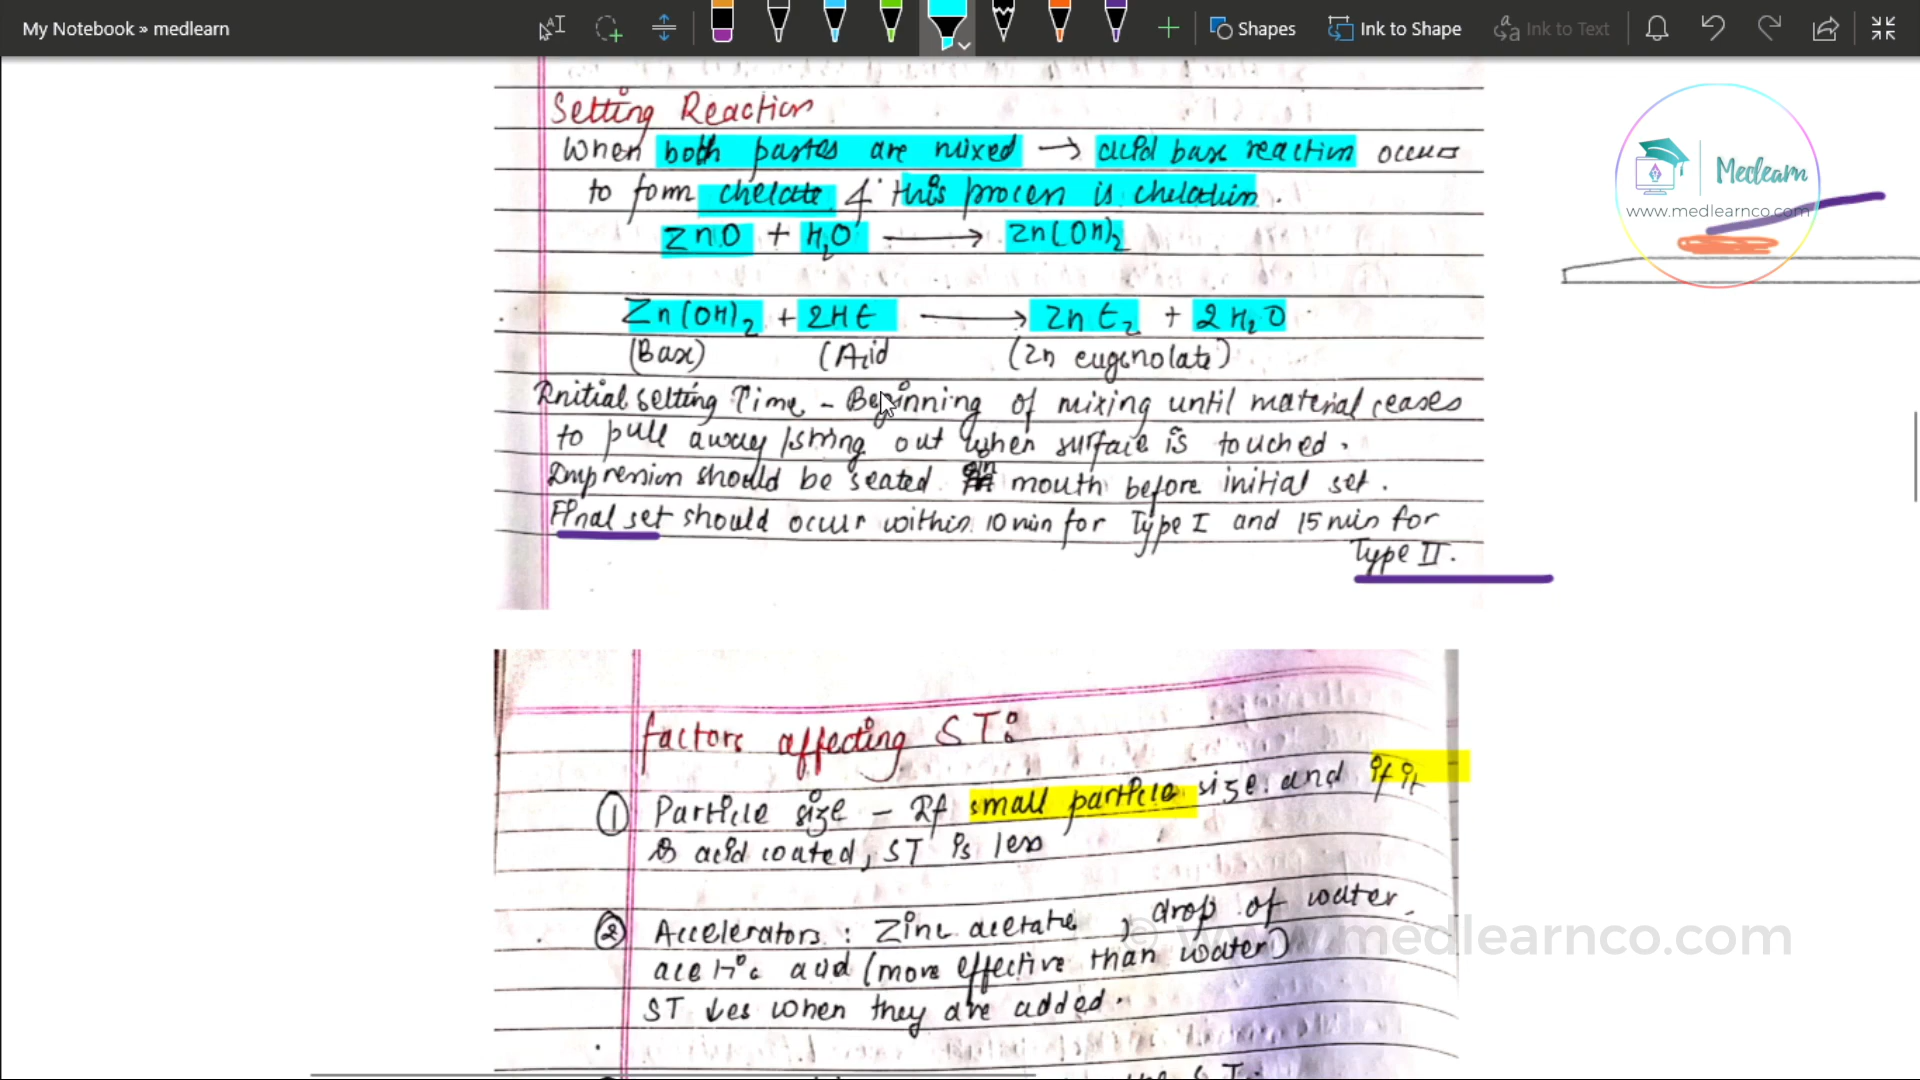 My Notebook » medlearn
Shapes
Ink to Shape
Ink to Text
Medlearn
www.medlearnco.com
Setting Reaction
When both pastes are mixed → acid base reaction occurs
to form chelate & this process is chelation.
ZnO + H₂O → Zn(OH)₂
Zn(OH)₂ + 2HE → ZnE₂ + 2H₂O
(Base) (Acid (Zn eugenolate)
Initial setting Time - Beginning of mixing until material ceases
to pull away/string out when surface is touched.
Impression should be seated in mouth before initial set.
Final set should occur within 10 min for Type I and 15 min for
Type II.
factors affecting ST:
① Particle size - If small particle size and if it
is acid coated, ST is less
② Accelerators : Zinc acetate, drop of water,
acetic acid (more effective than water)
ST ↓es when they are added.
© www.medlearnco.com